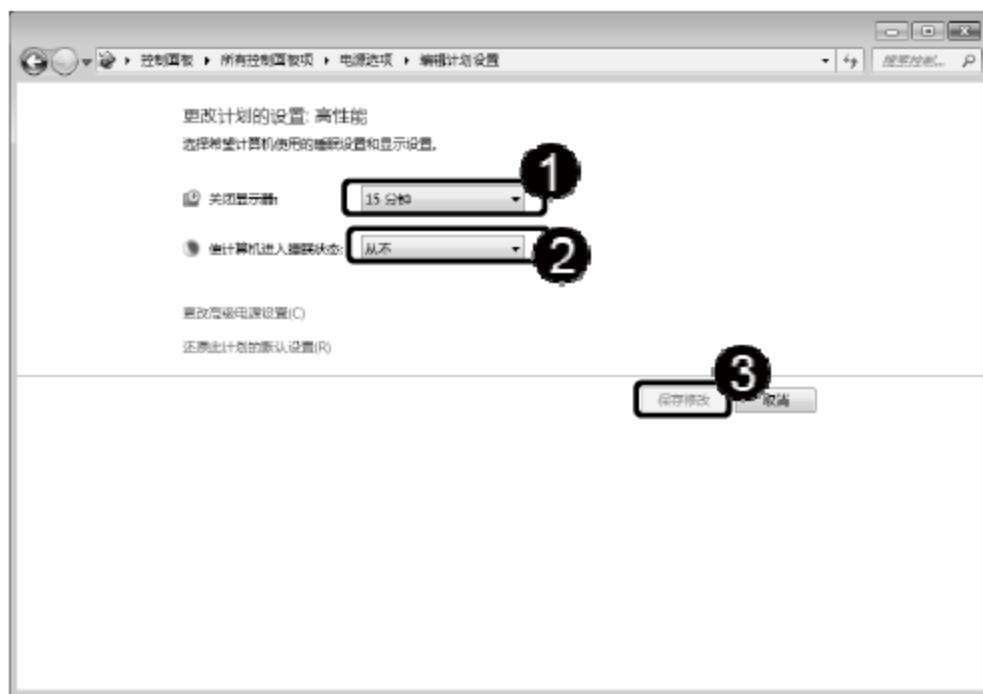 控制面板 ▸ 所有控制面板项 ▸ 电源选项 ▸ 编辑计划设置
搜索控制...
更改计划的设置: 高性能
选择希望计算机使用的睡眠设置和显示设置。
1
关闭显示器: 15 分钟
使计算机进入睡眠状态: 从不
2
更改高级电源设置(C)
还原此计划的默认设置(R)
3
保存修改 取消